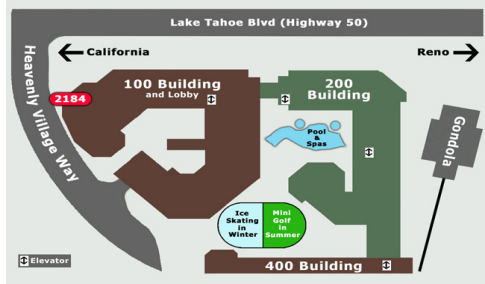 Lake Tahoe Blvd (Highway 50)
California
Reno
Heavenly Village Way
2184
100 Building
and Lobby
200
Building
Pool
&
Spas
Gondola
Ice
Skating
in
Winter
Mini
Golf
in
Summer
Elevator
400 Building